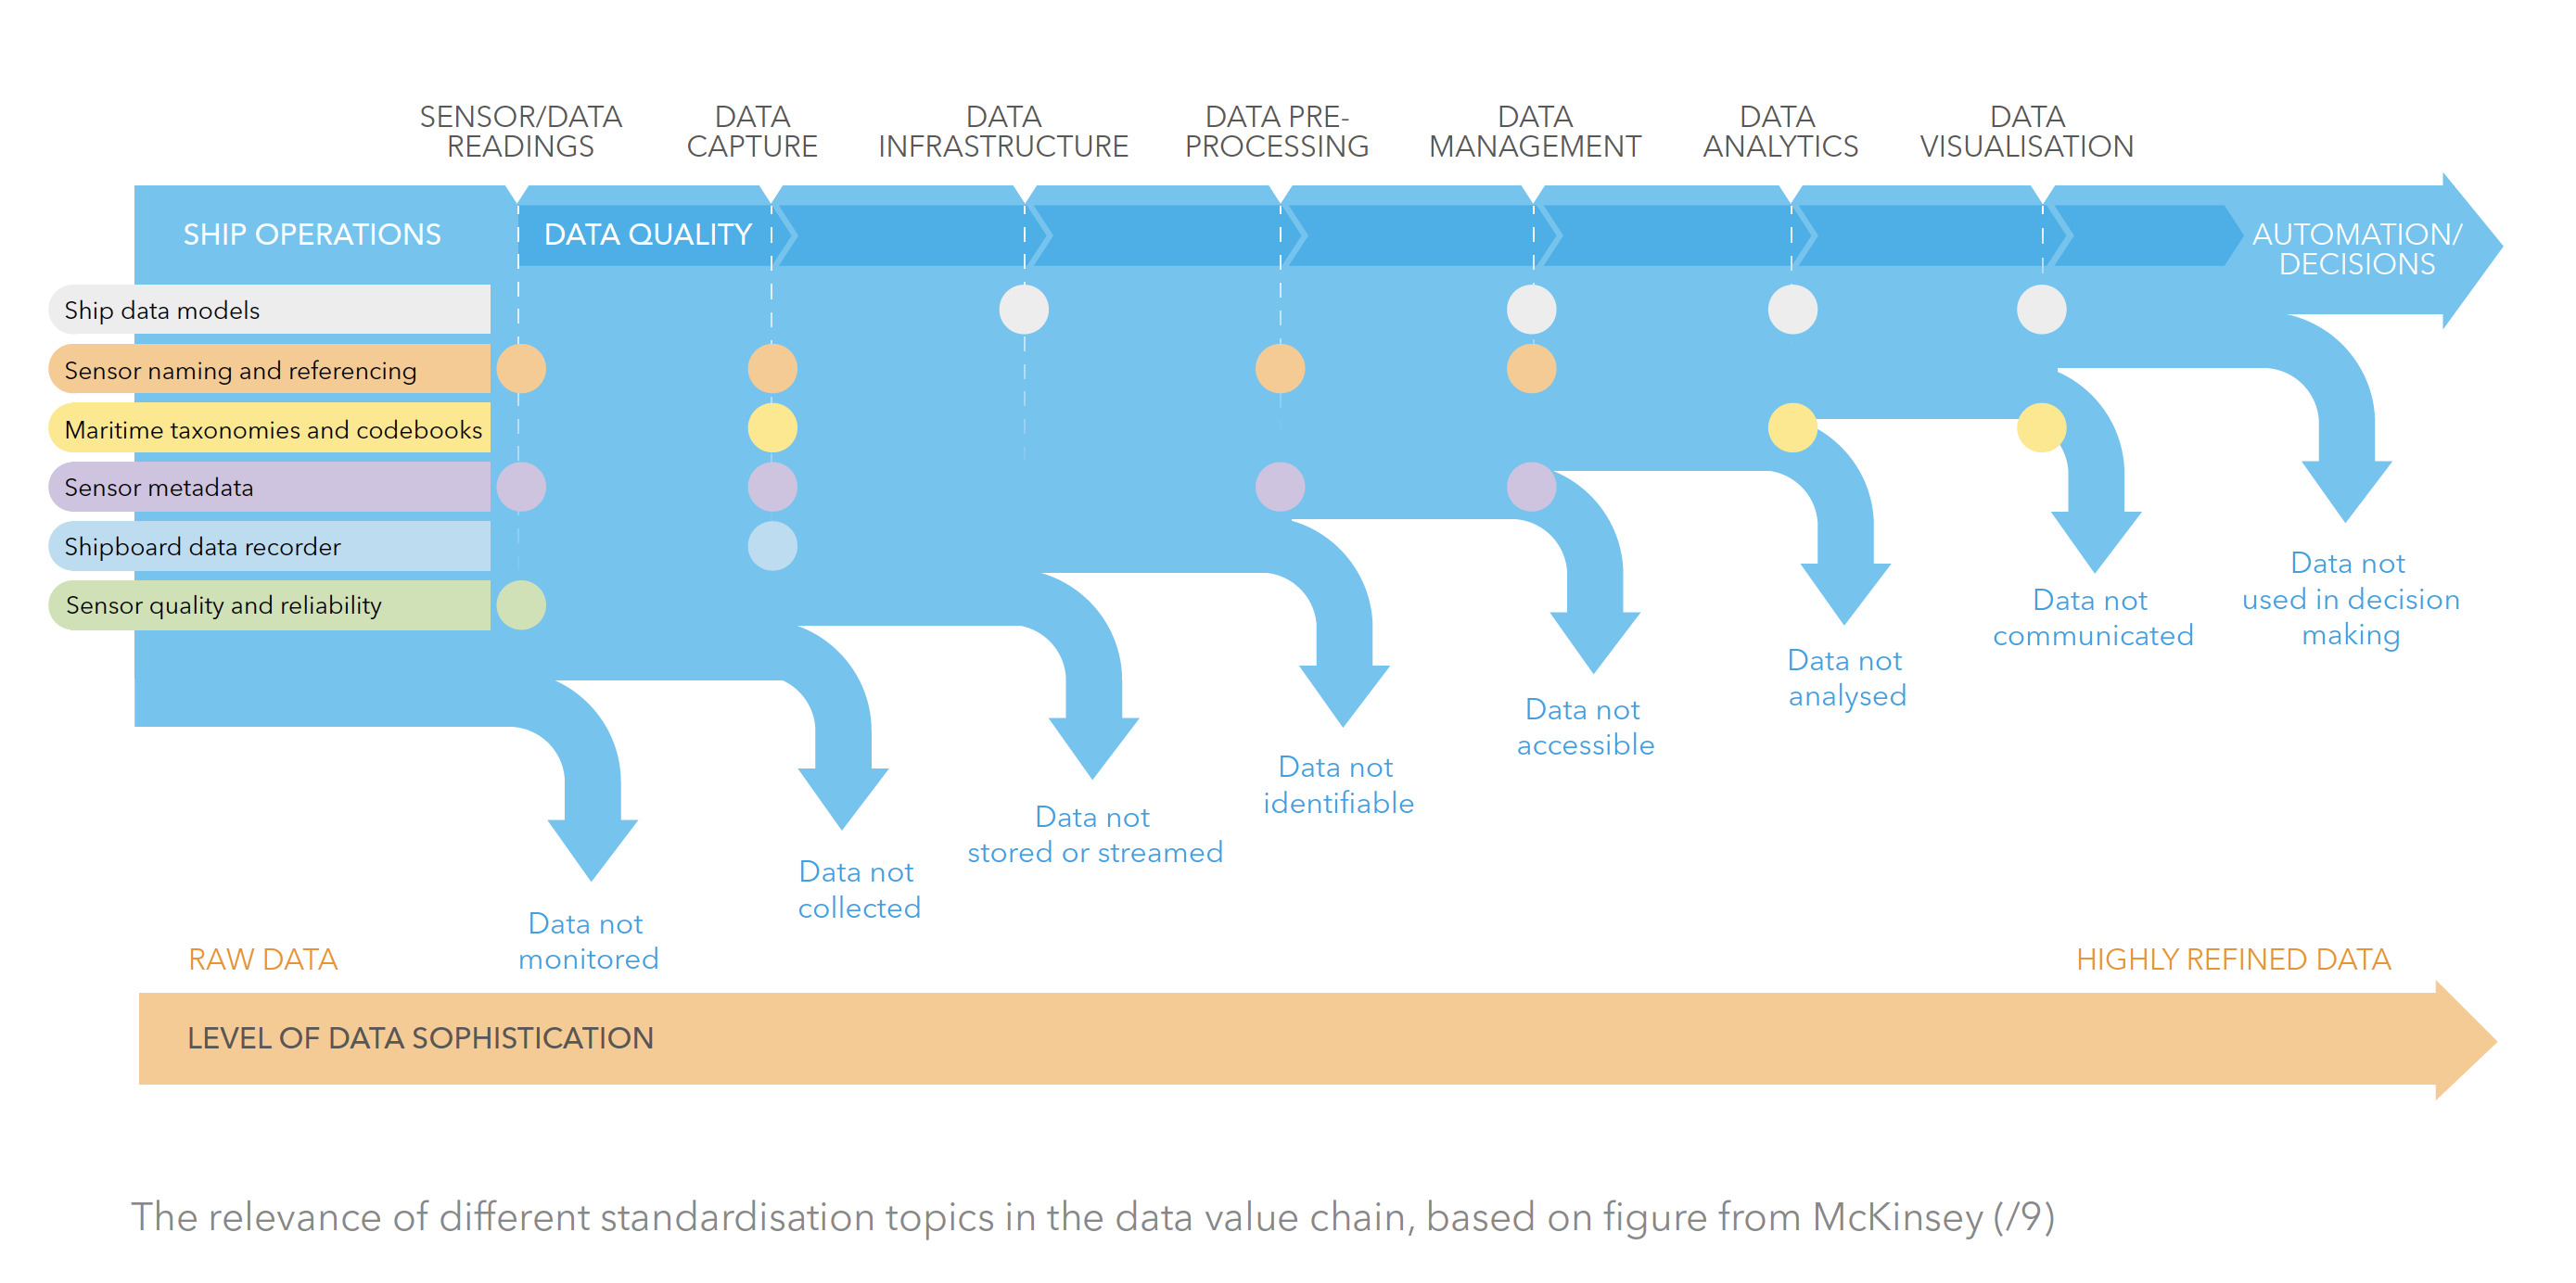 SENSOR/DATA
READINGS
DATA
CAPTURE
DATA
INFRASTRUCTURE
DATA PRE-
PROCESSING
DATA
MANAGEMENT
DATA
ANALYTICS
DATA
VISUALISATION
SHIP OPERATIONS
DATA QUALITY
AUTOMATION/
DECISIONS
Ship data models
Sensor naming and referencing
Maritime taxonomies and codebooks
Sensor metadata
Shipboard data recorder
Sensor quality and reliability
Data not
monitored
Data not
collected
Data not
stored or streamed
Data not
identifiable
Data not
accessible
Data not
analysed
Data not
communicated
Data not
used in decision
making
RAW DATA
HIGHLY REFINED DATA
LEVEL OF DATA SOPHISTICATION
The relevance of different standardisation topics in the data value chain, based on figure from McKinsey (/9)